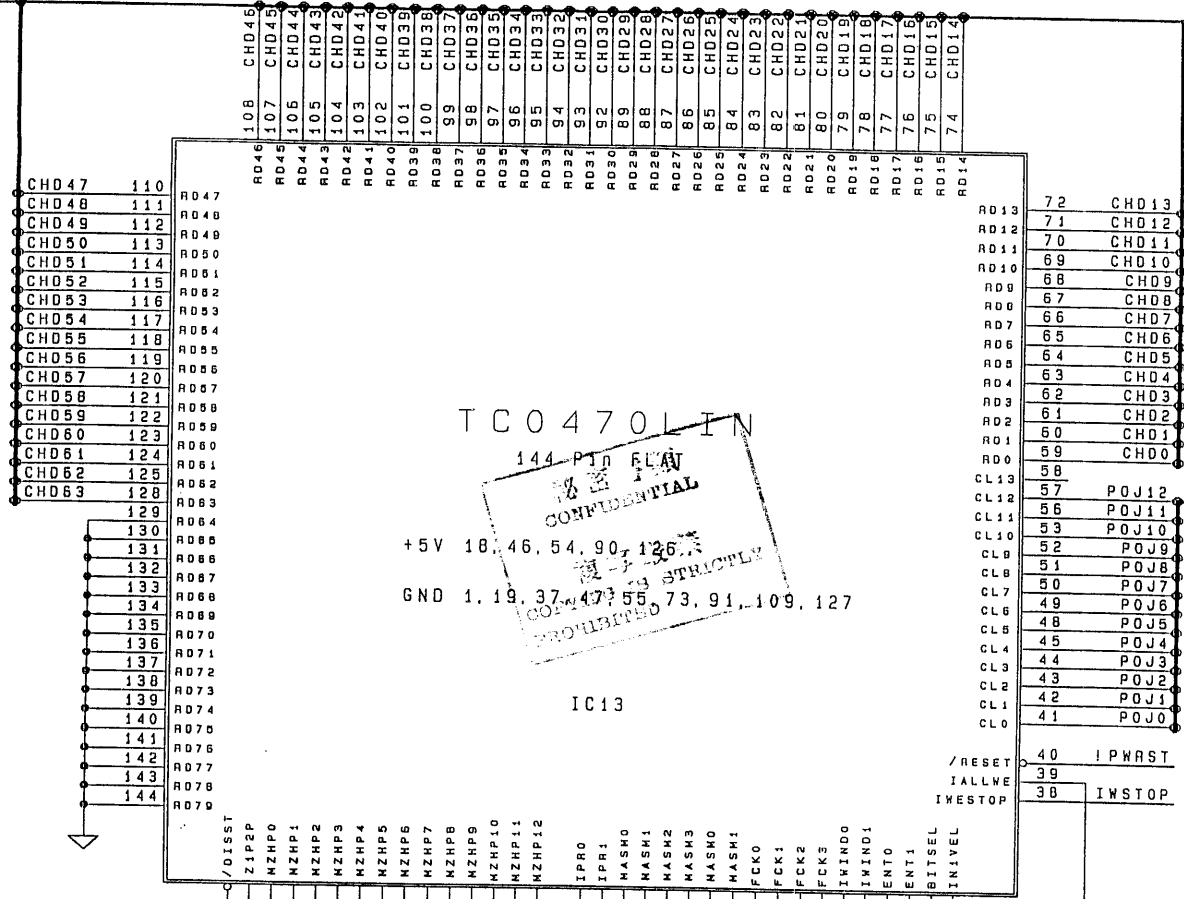 CHD46 CHD45 CHD44 CHD43 CHD42 CHD41 CHD40 CHD39 CHD38 CHD37 CHD36 CHD35 CHD34 CHD33 CHD32 CHD31 CHD30 CHD29 CHD28 CHD27 CHD26 CHD25 CHD24 CHD23 CHD22 CHD21 CHD20 CHD19 CHD18 CHD17 CHD16 CHD15 CHD14
108 107 106 105 104 103 102 101 100 99 98 97 96 95 94 93 92 89 88 87 86 85 84 83 82 81 80 79 78 77 76 75 74
RD46 RD45 RD44 RD43 RD42 RD41 RD40 RD39 RD38 RD37 RD36 RD35 RD34 RD33 RD32 RD31 RD30 RD29 RD28 RD27 RD26 RD25 RD24 RD23 RD22 RD21 RD20 RD19 RD18 RD17 RD16 RD15 RD14
CHD47 110 RD47
CHD48 111 RD48
CHD49 112 RD49
CHD50 113 RD50
CHD51 114 RD51
CHD52 115 RD52
CHD53 116 RD53
CHD54 117 RD54
CHD55 118 RD55
CHD56 119 RD56
CHD57 120 RD57
CHD58 121 RD58
CHD59 122 RD59
CHD60 123 RD60
CHD61 124 RD61
CHD62 125 RD62
CHD63 128 RD63
129 RD64
130 RD65
131 RD66
132 RD67
133 RD68
134 RD69
135 RD70
136 RD71
137 RD72
138 RD73
139 RD74
140 RD75
141 RD76
142 RD77
143 RD78
144 RD79
TC0470LIN
144 Pin FLAT
CONFIDENTIAL
+5V 18, 46, 54, 90, 126
COPYING IS STRICTLY
GND 1, 19, 37, 47, 55, 73, 91, 109, 127
PROHIBITED
IC13
RD13 72 CHD13
RD12 71 CHD12
RD11 70 CHD11
RD10 69 CHD10
RD9 68 CHD9
RD8 67 CHD8
RD7 66 CHD7
RD6 65 CHD6
RD5 64 CHD5
RD4 63 CHD4
RD3 62 CHD3
RD2 61 CHD2
RD1 60 CHD1
RD0 59 CHD0
CL13 58
CL12 57 POJ12
CL11 56 POJ11
CL10 53 POJ10
CL9 52 POJ9
CL8 51 POJ8
CL7 50 POJ7
CL6 49 POJ6
CL5 48 POJ5
CL4 45 POJ4
CL3 44 POJ3
CL2 43 POJ2
CL1 42 POJ1
CL0 41 POJ0
/RESET 40 !PWRST
IALLWE 39
IWESTOP 38 IWSTOP
/DISST Z1P2P MZHP0 MZHP1 MZHP2 MZHP3 MZHP4 MZHP5 MZHP6 MZHP7 MZHP8 MZHP9 MZHP10 MZHP11 MZHP12 IPR0 IPR1 MASH0 MASH1 MASH2 MASH3 MASM0 MASM1 FCK0 FCK1 FCK2 FCK3 IWIND0 IWIND1 ENT0 ENT1 BITSEL IN1VEL